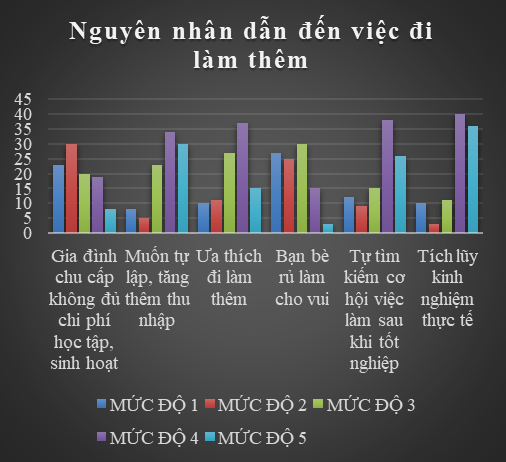 Nguyên nhân dẫn đến việc đi
làm thêm
45
40
35
30
25
20
15
10
5
0
Gia đình
chu cấp
không đủ
chi phí
học tập,
sinh hoạt
Muốn tự
lập, tăng
thêm thu
nhập
Ưa thích
đi làm
thêm
Bạn bè
rủ làm
cho vui
Tự tìm
kiếm cơ
hội việc
làm sau
khi tốt
nghiệp
Tích lũy
kinh
nghiệm
thực tế
MỨC ĐỘ 1 MỨC ĐỘ 2 MỨC ĐỘ 3
MỨC ĐỘ 4 MỨC ĐỘ 5